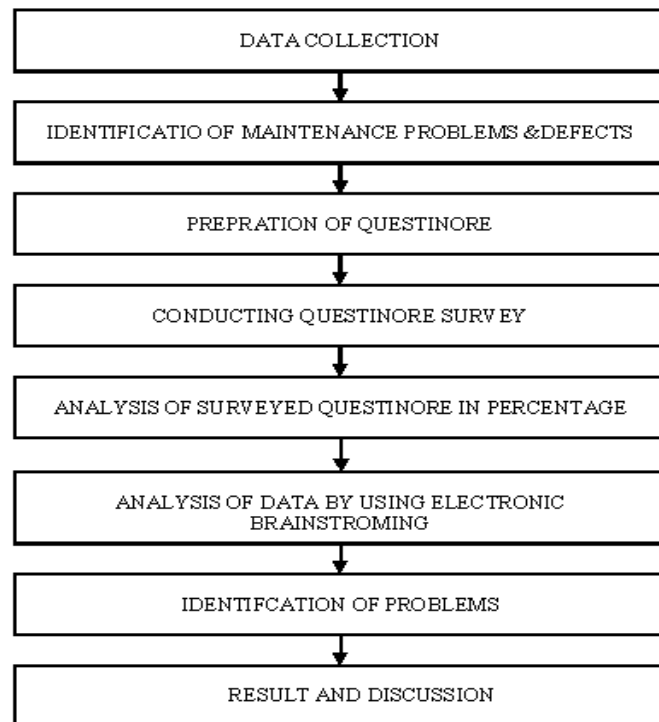 DATA COLLECTION
IDENTIFICATIO OF MAINTENANCE PROBLEMS &DEFECTS
PREPRATION OF QUESTINORE
CONDUCTING QUESTINORE SURVEY
ANALYSIS OF SURVEYED QUESTINORE IN PERCENTAGE
ANALYSIS OF DATA BY USING ELECTRONIC
BRAINSTROMING
IDENTIFCATION OF PROBLEMS
RESULT AND DISCUSSION